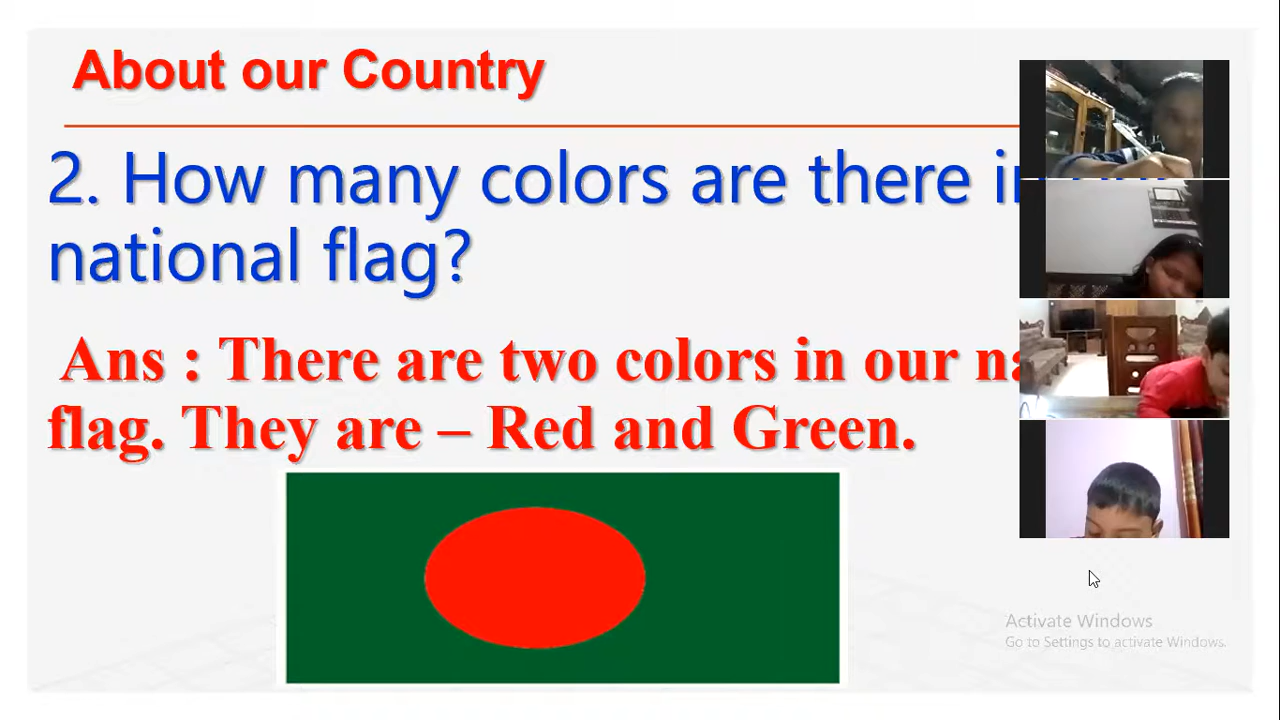 About our Country
2. How many colors are there in
national flag?
Ans : There are two colors in our
flag. They are – Red and Green.
Activate Windows
Go to Settings to activate Windows.